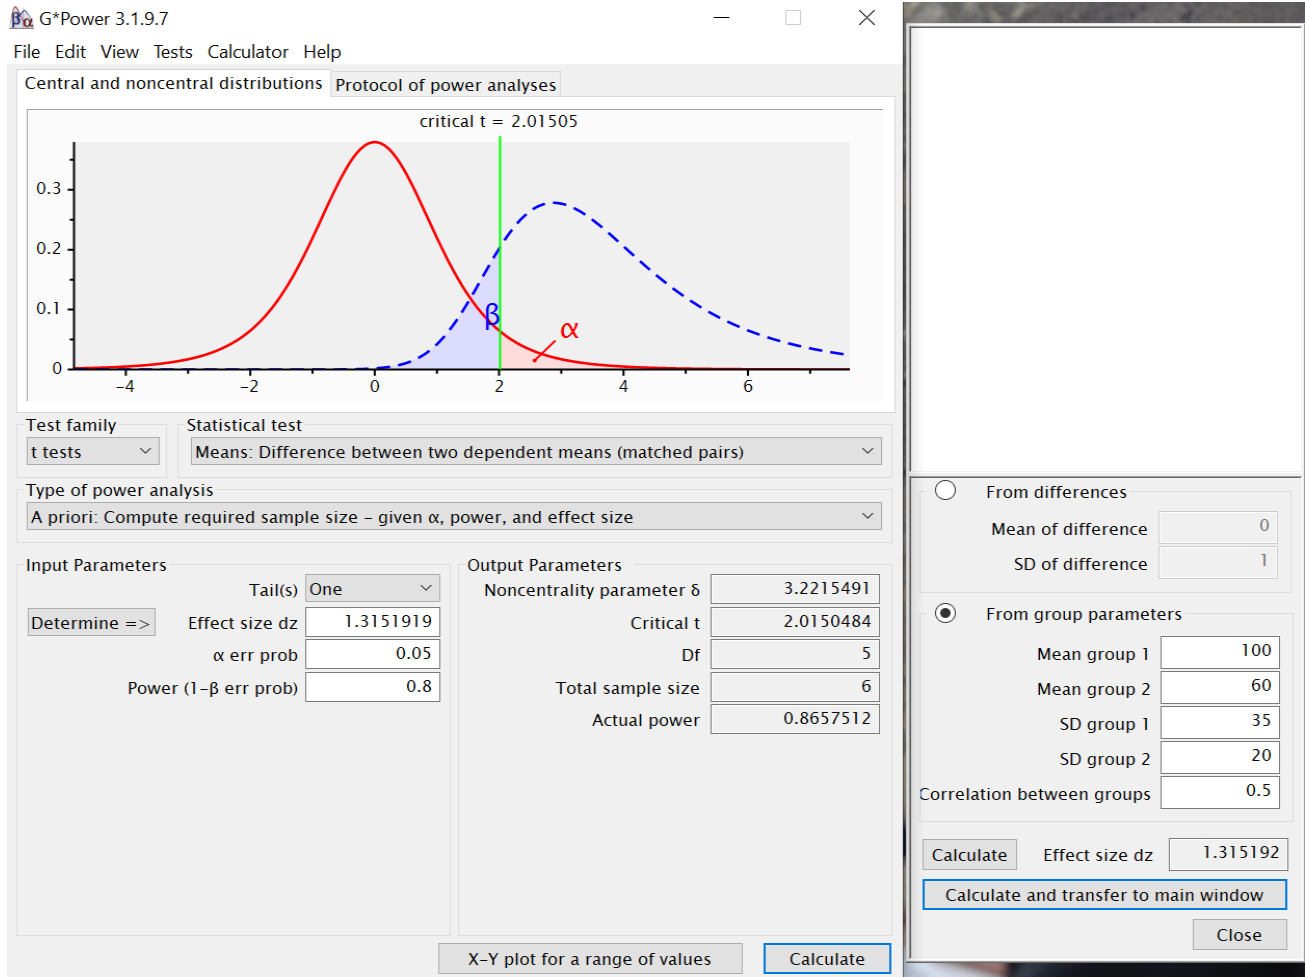 G*Power 3.1.9.7
File Edit View Tests Calculator Help
Central and noncentral distributions Protocol of power analyses
critical t = 2.01505
0.3
0.2
0.1
0
β
α
-4 -2 0 2 4 6
Test family
t tests
Statistical test
Means: Difference between two dependent means (matched pairs)
Type of power analysis
A priori: Compute required sample size - given α, power, and effect size
Input Parameters
Tail(s) One
Determine => Effect size dz 1.3151919
α err prob 0.05
Power (1-β err prob) 0.8
Output Parameters
Noncentrality parameter δ 3.2215491
Critical t 2.0150484
Df 5
Total sample size 6
Actual power 0.8657512
X-Y plot for a range of values Calculate
From differences
Mean of difference 0
SD of difference 1
From group parameters
Mean group 1 100
Mean group 2 60
SD group 1 35
SD group 2 20
Correlation between groups 0.5
Calculate Effect size dz 1.315192
Calculate and transfer to main window
Close